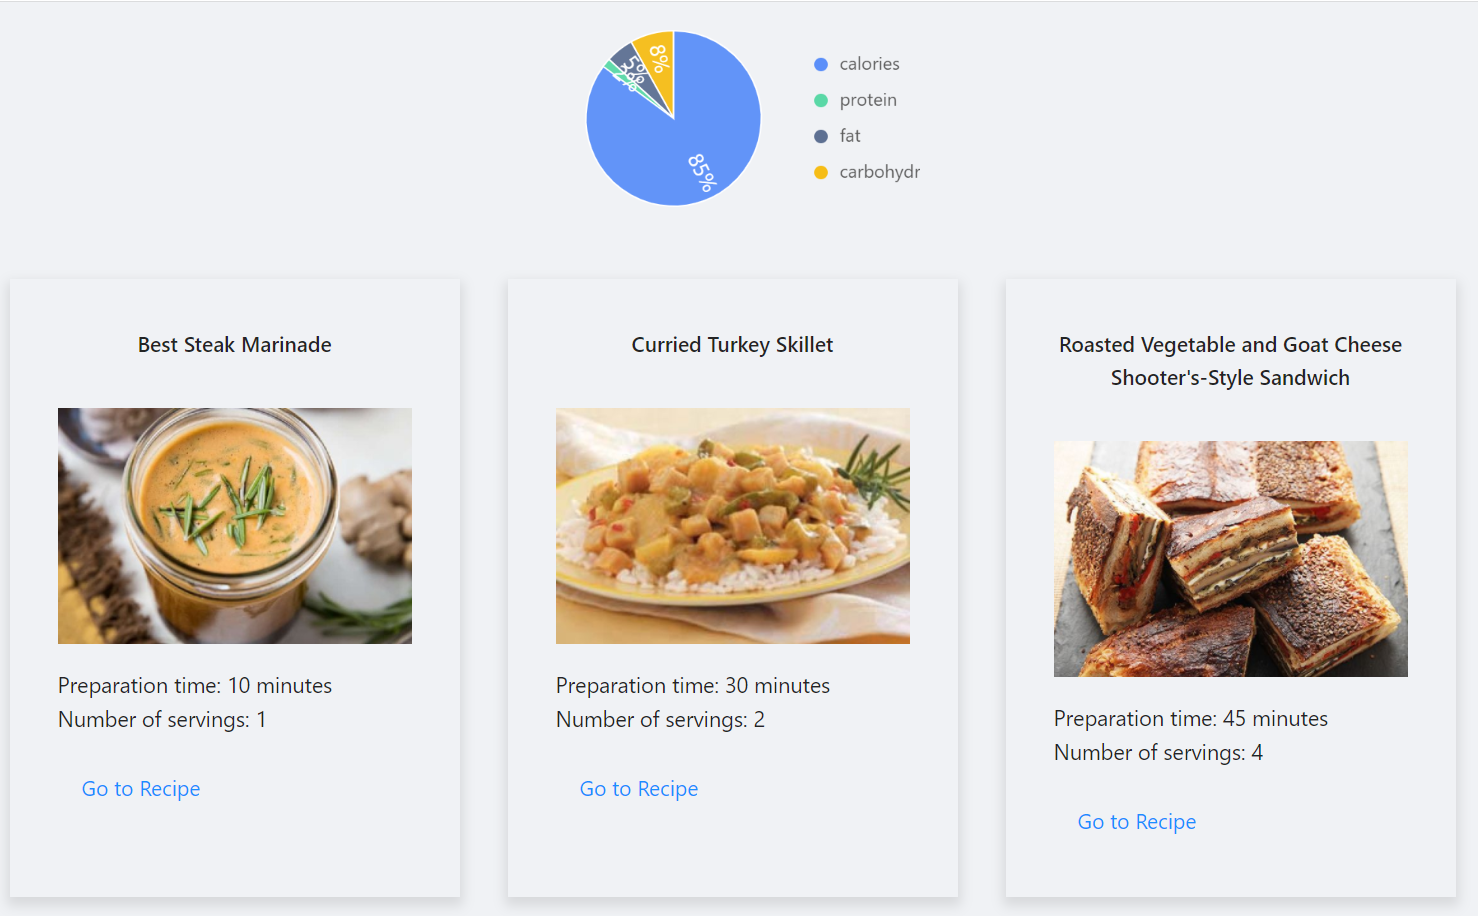 8%
5%
2%
85%
calories
protein
fat
carbohydr
Best Steak Marinade
Preparation time: 10 minutes
Number of servings: 1
Go to Recipe
Curried Turkey Skillet
Preparation time: 30 minutes
Number of servings: 2
Go to Recipe
Roasted Vegetable and Goat Cheese
Shooter's-Style Sandwich
Preparation time: 45 minutes
Number of servings: 4
Go to Recipe